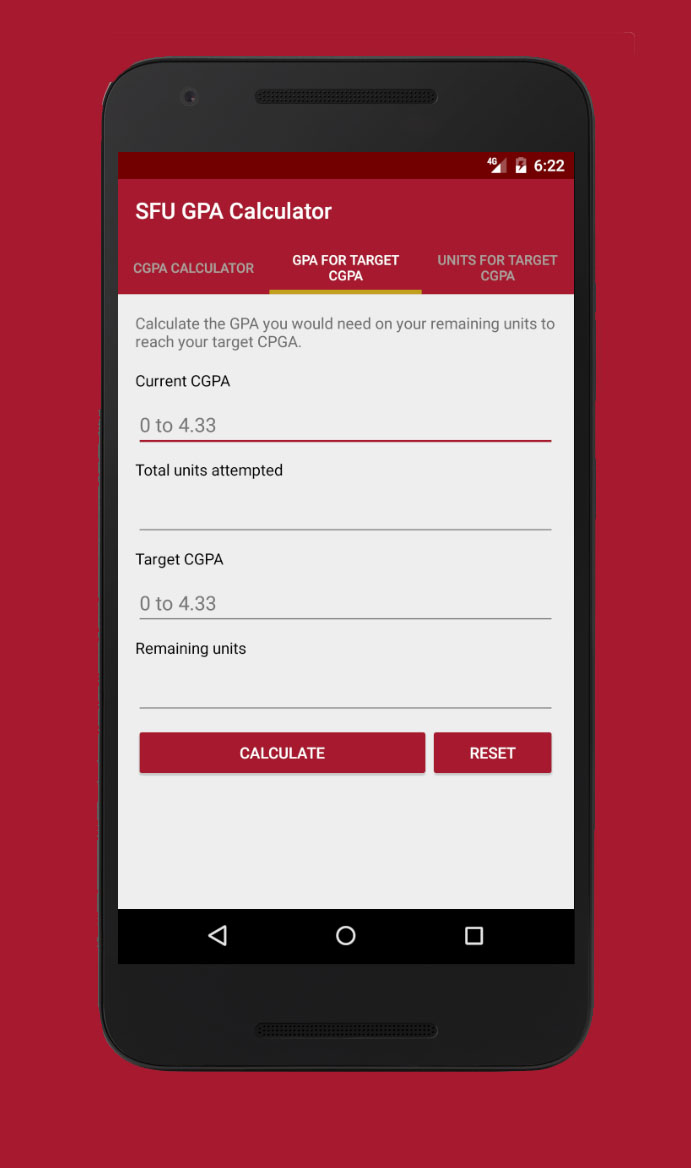 4G 6:22
SFU GPA Calculator
CGPA CALCULATOR
GPA FOR TARGET
CGPA
UNITS FOR TARGET
CGPA
Calculate the GPA you would need on your remaining units to
reach your target CPGA.
Current CGPA
0 to 4.33
Total units attempted
Target CGPA
0 to 4.33
Remaining units
CALCULATE
RESET